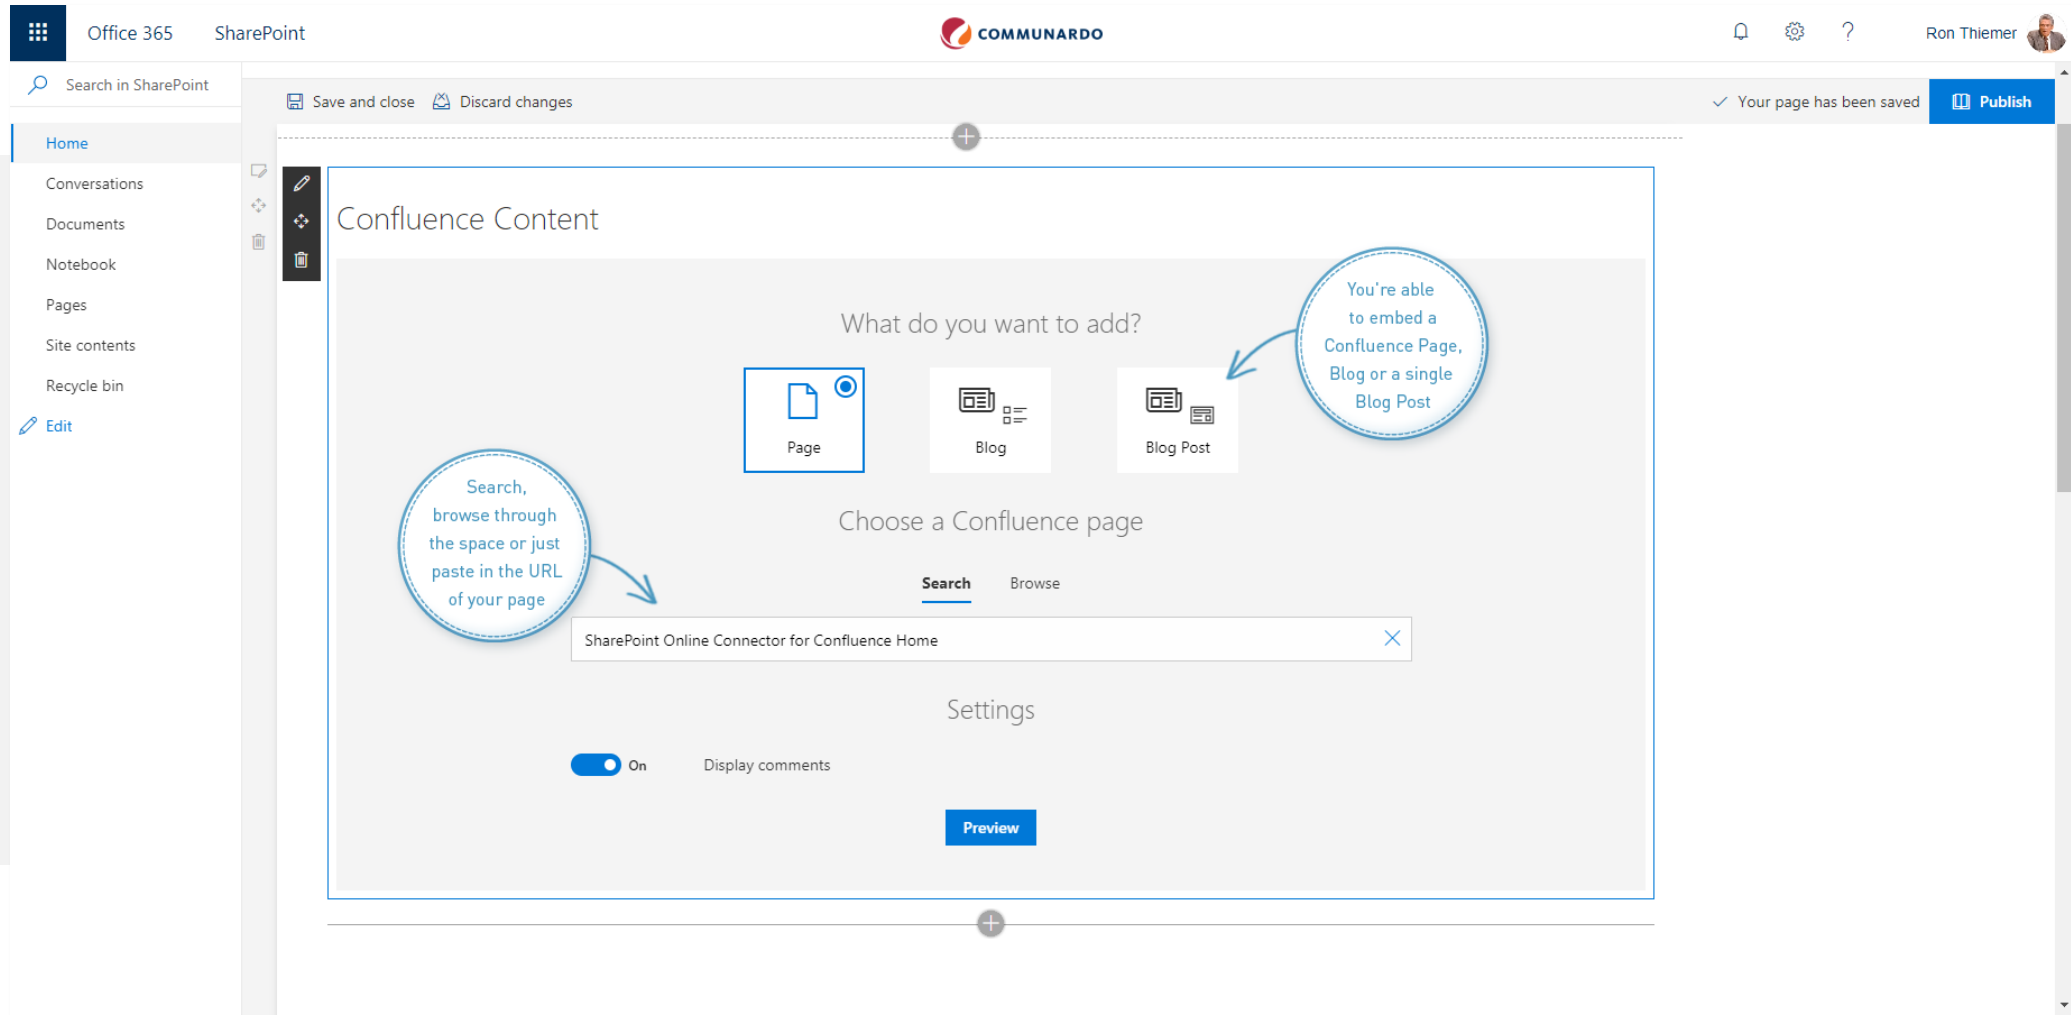 Office 365
SharePoint
COMMUNARDO
?
Ron Thiemer
Search in SharePoint
Save and close
Discard changes
Your page has been saved
Publish
Home
Conversations
Documents
Notebook
Pages
Site contents
Recycle bin
Edit
Confluence Content
What do you want to add?
Page
Blog
Blog Post
You're able
to embed a
Confluence Page,
Blog or a single
Blog Post
Search,
browse through
the space or just
paste in the URL
of your page
Choose a Confluence page
Search
Browse
SharePoint Online Connector for Confluence Home
Settings
On
Display comments
Preview